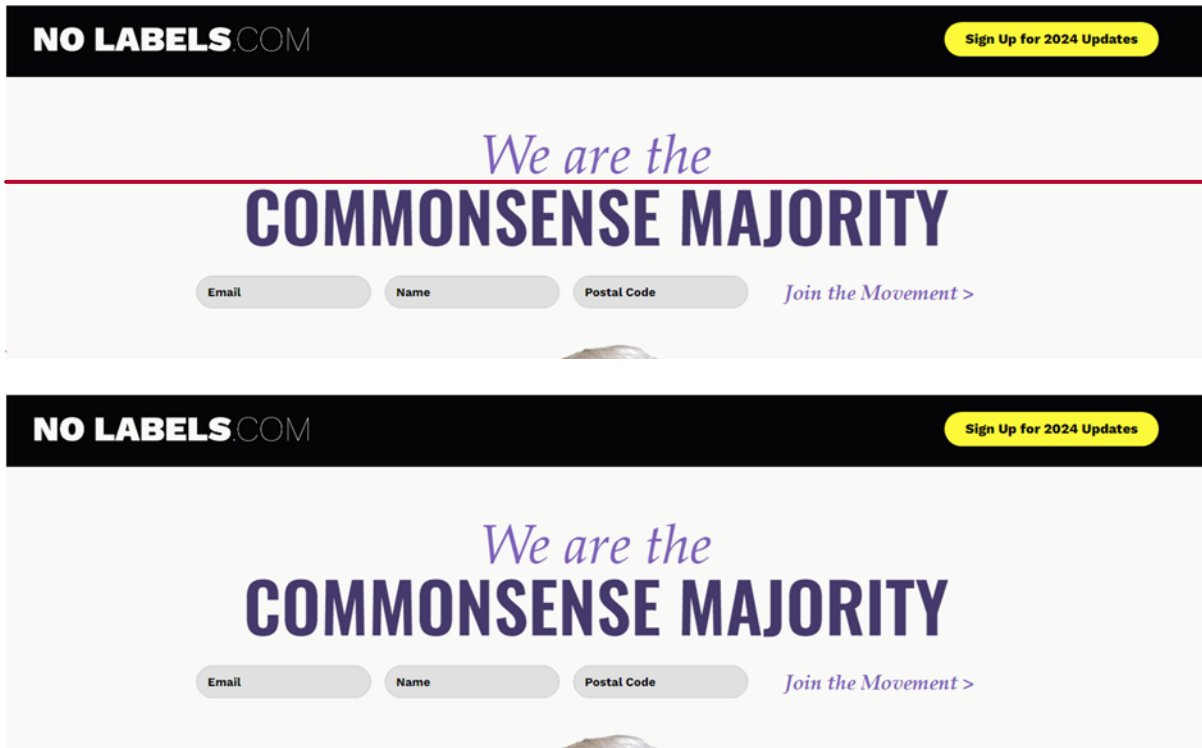 NO LABELS.COM Sign Up for 2024 Updates
We are the
COMMONSENSE MAJORITY
Email Name Postal Code Join the Movement >
NO LABELS.COM Sign Up for 2024 Updates
We are the
COMMONSENSE MAJORITY
Email Name Postal Code Join the Movement >